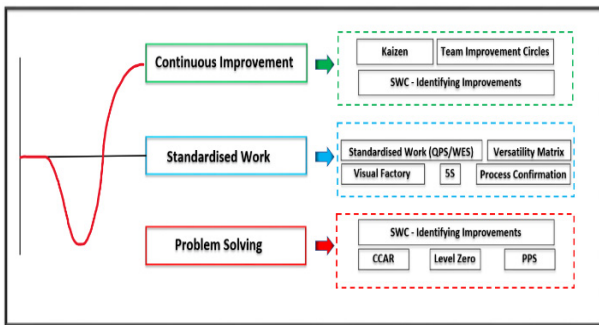 Continuous Improvement
Kaizen
Team Improvement Circles
SWC - Identifying Improvements
Standardised Work
Standardised Work (QPS/WES)
Versatility Matrix
Visual Factory
5S
Process Confirmation
Problem Solving
SWC - Identifying Improvements
CCAR
Level Zero
PPS